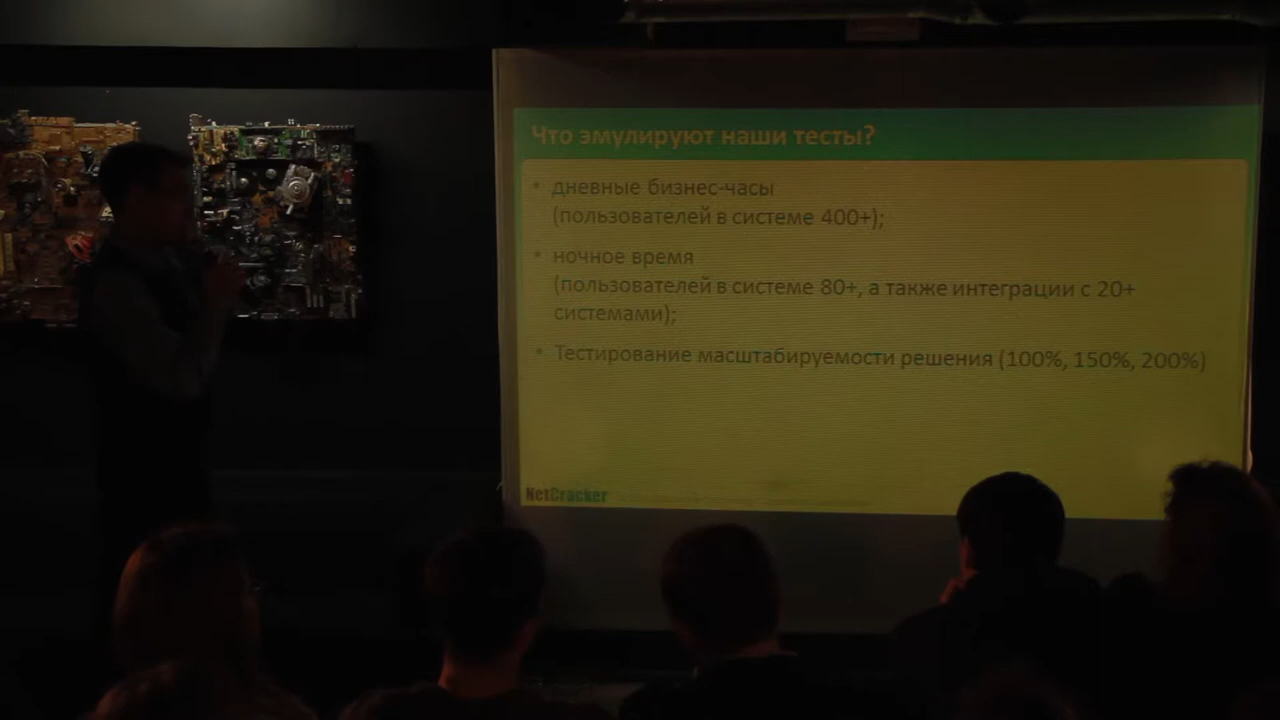 Что эмулируют наши тесты?
• дневные бизнес-часы
(пользователей в системе 400+);
• ночное время
(пользователей в системе 80+, а также интеграции с 20+
системами);
• Тестирование масштабируемости решения (100%, 150%, 200%)
NetCracker